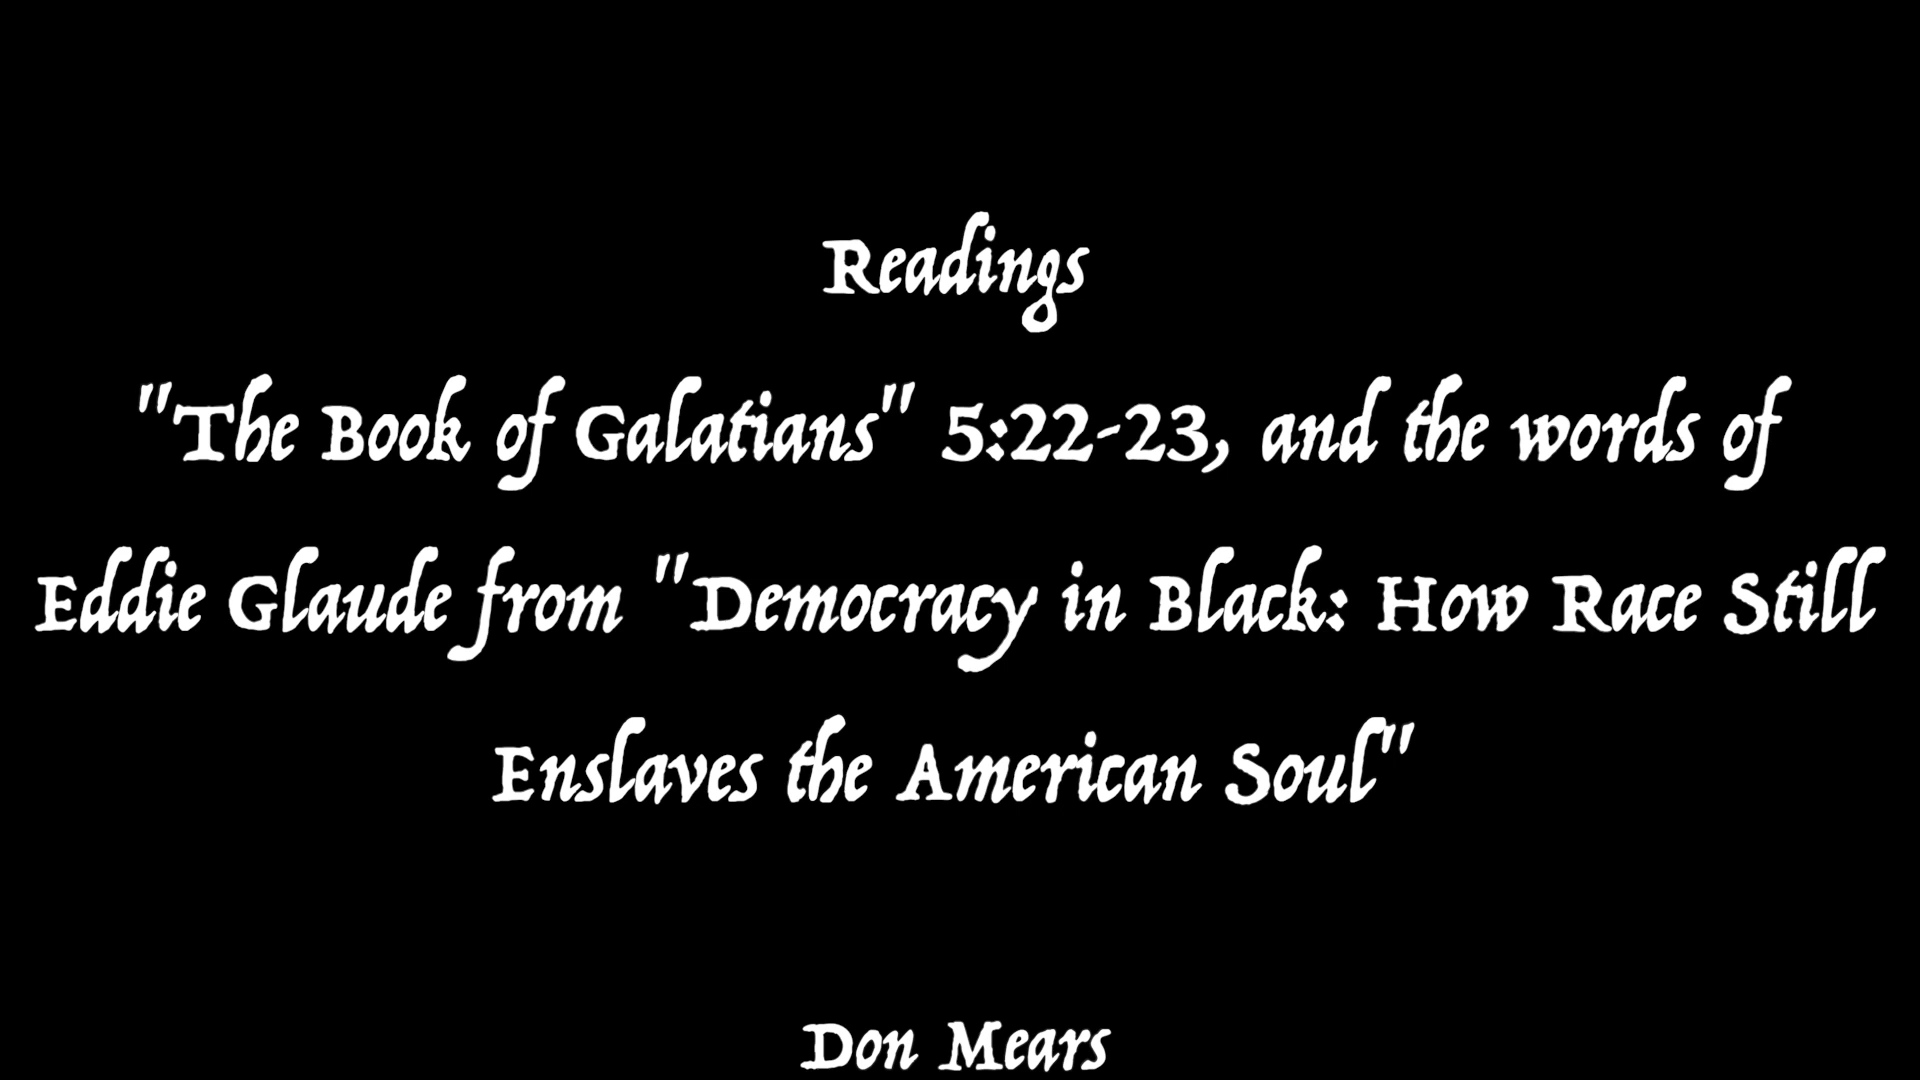 Readings
"The Book of Galatians" 5:22-23, and the words of
Eddie Glaude from "Democracy in Black: How Race Still
Enslaves the American Soul"
Don Mears